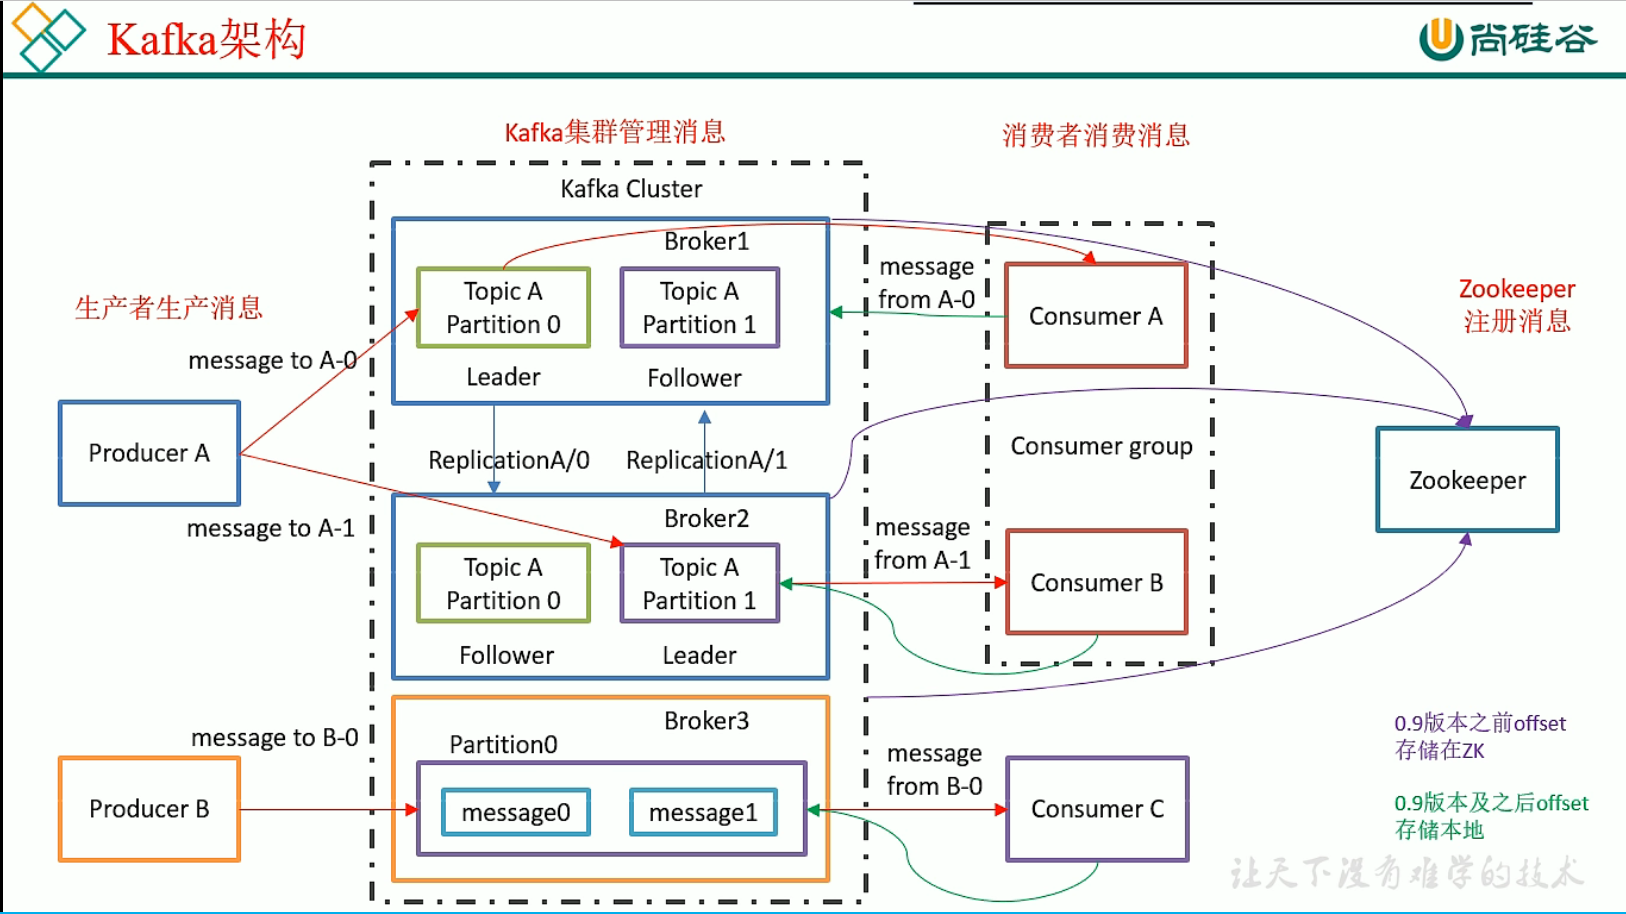 Kafka架构
尚硅谷
Kafka集群管理消息
消费者消费消息
Kafka Cluster
Broker1
Topic A
Partition 0
Topic A
Partition 1
Leader
Follower
message
from A-0
Consumer A
Zookeeper
注册消息
生产者生产消息
message to A-0
Producer A
message to A-1
ReplicationA/0
ReplicationA/1
Consumer group
Zookeeper
Broker2
Topic A
Partition 0
Topic A
Partition 1
Follower
Leader
message
from A-1
Consumer B
message to B-0
Producer B
Broker3
Partition0
message0
message1
message
from B-0
Consumer C
0.9版本之前offset
存储在ZK
0.9版本及之后offset
存储本地
让天下没有难学的技术